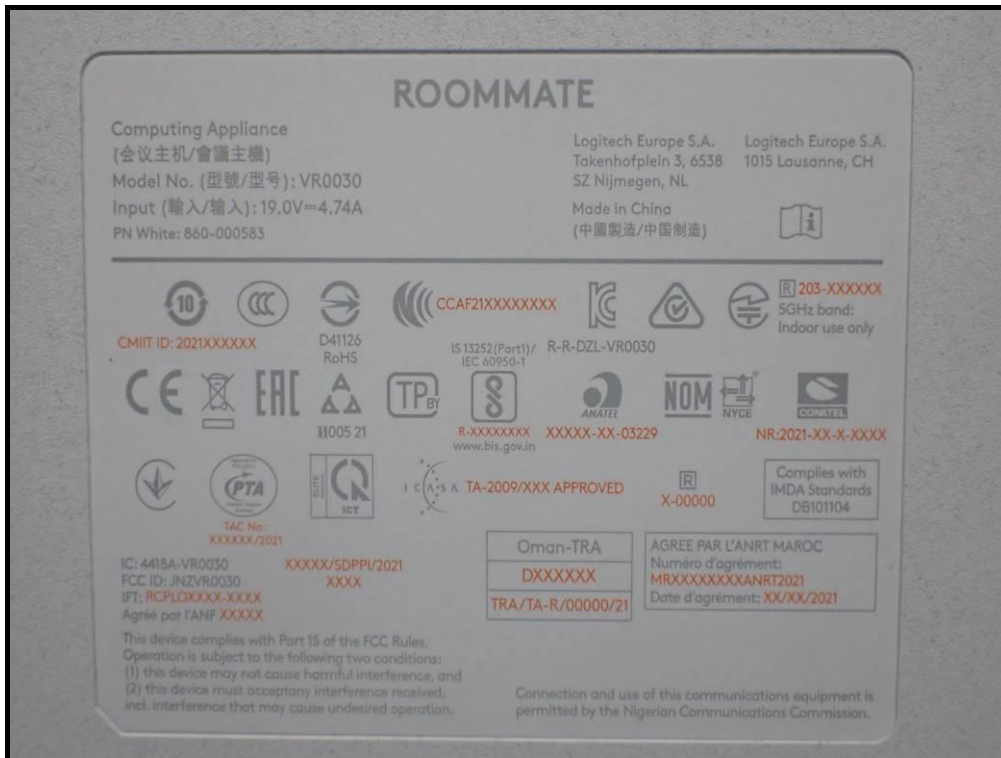 ROOMMATE
Computing Appliance
(会议主机/會議主機)
Model No. (型號/型号): VR0030
Input (輸入/输入): 19.0V⎓4.74A
PN White: 860-000583
Logitech Europe S.A.
Takenhofplein 3, 6538
SZ Nijmegen, NL
Logitech Europe S.A.
1015 Lausanne, CH
Made in China
(中國製造/中国制造)
10
CCC
CCAF21XXXXXXXX
R 203-XXXXXX
5GHz band:
Indoor use only
CMIIT ID: 2021XXXXXX
D41126
RoHS
IS 13252(Part1)/
IEC 60950-1
R-R-DZL-VR0030
CE
EAC
TP BY
ANATEL
NOM
NYCE
CONATEL
I1005 21
R-XXXXXXXX
www.bis.gov.in
XXXXX-XX-03229
NR:2021-XX-X-XXXX
PTA
TAC No:
XXXXXX/2021
ICT
ICASA TA-2009/XXX APPROVED
R
X-00000
Complies with
IMDA Standards
DB101104
IC: 4418A-VR0030
FCC ID: JNZVR0030
IFT: RCPLOXXXX-XXXX
Agréé par l'ANF XXXXX
XXXXX/SDPPI/2021
XXXX
Oman-TRA
DXXXXXX
TRA/TA-R/00000/21
AGREE PAR L'ANRT MAROC
Numéro d'agrément:
MRXXXXXXXXANRT2021
Date d'agrément: XX/XX/2021
This device complies with Part 15 of the FCC Rules.
Operation is subject to the following two conditions:
(1) this device may not cause harmful interference, and
(2) this device must acceptany interference received,
incl. interference that may cause undesired operation.
Connection and use of this communications equipment is
permitted by the Nigerian Communications Commission.